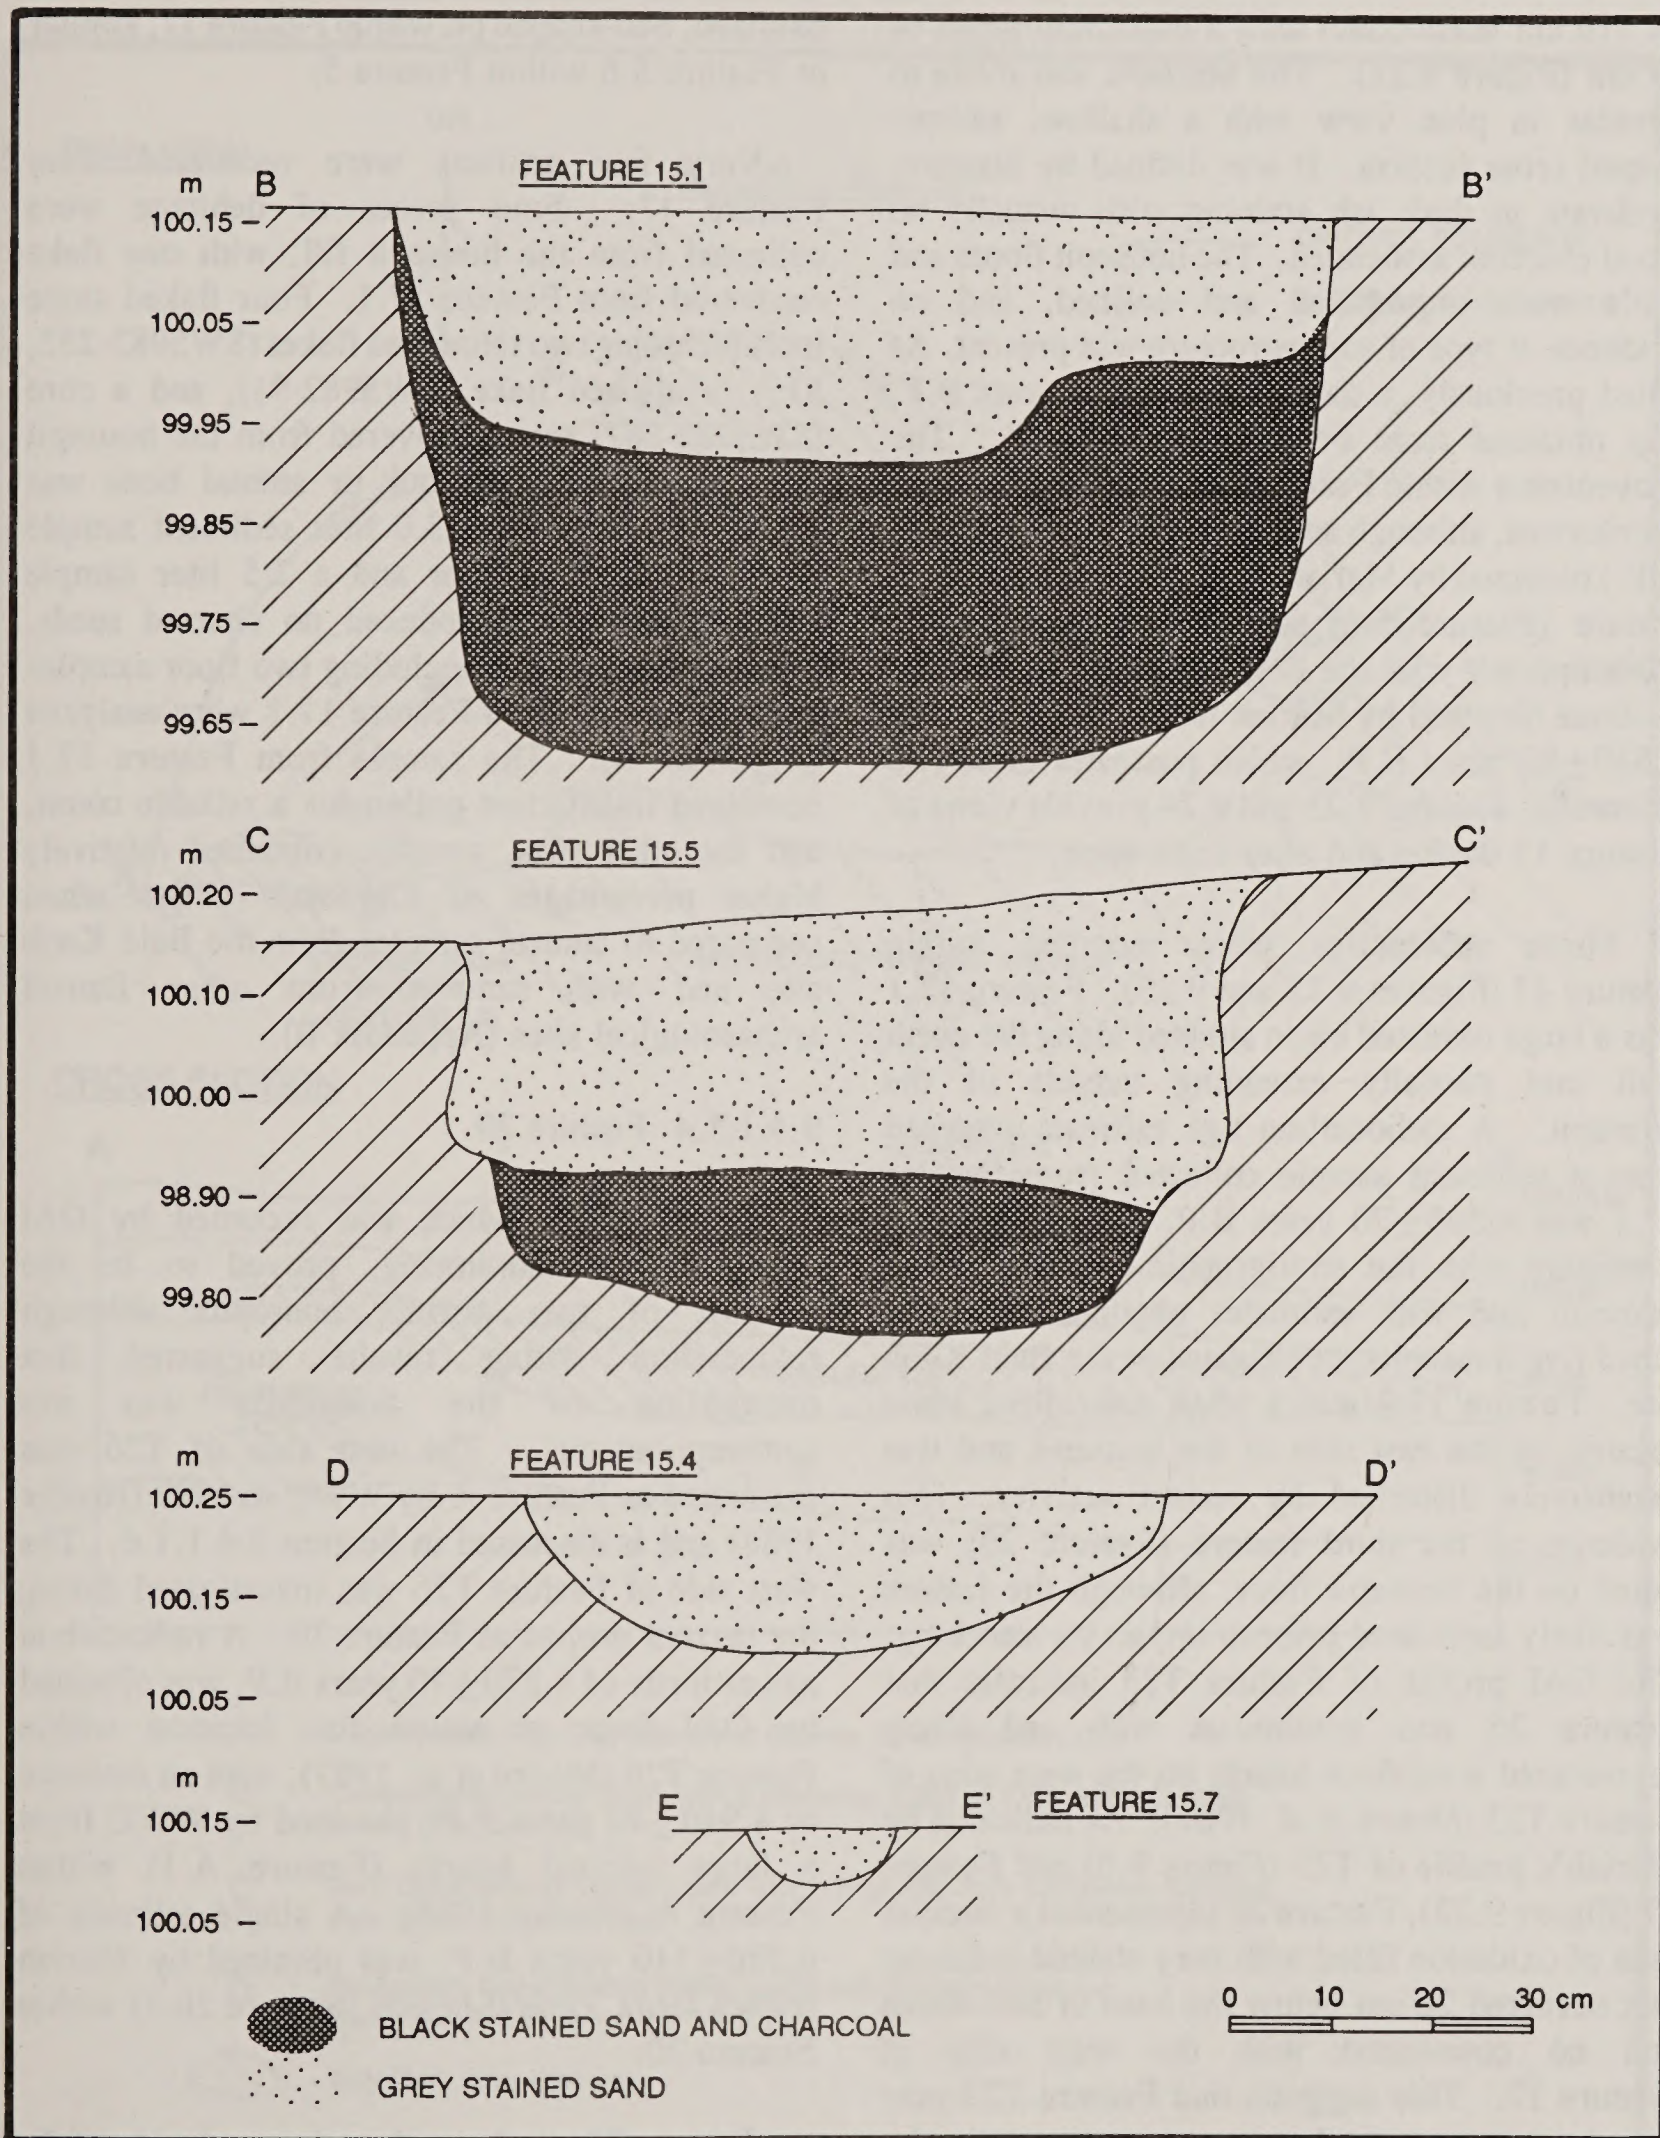 FEATURE 15.1
m B B'
100.15
100.05
99.95
99.85
99.75
99.65
C C'
m FEATURE 15.5
100.20
100.10
100.00
98.90
99.80
m D FEATURE 15.4 D'
100.25
100.15
100.05
m
E E' FEATURE 15.7
100.15
100.05
0 10 20 30 cm
BLACK STAINED SAND AND CHARCOAL
GREY STAINED SAND